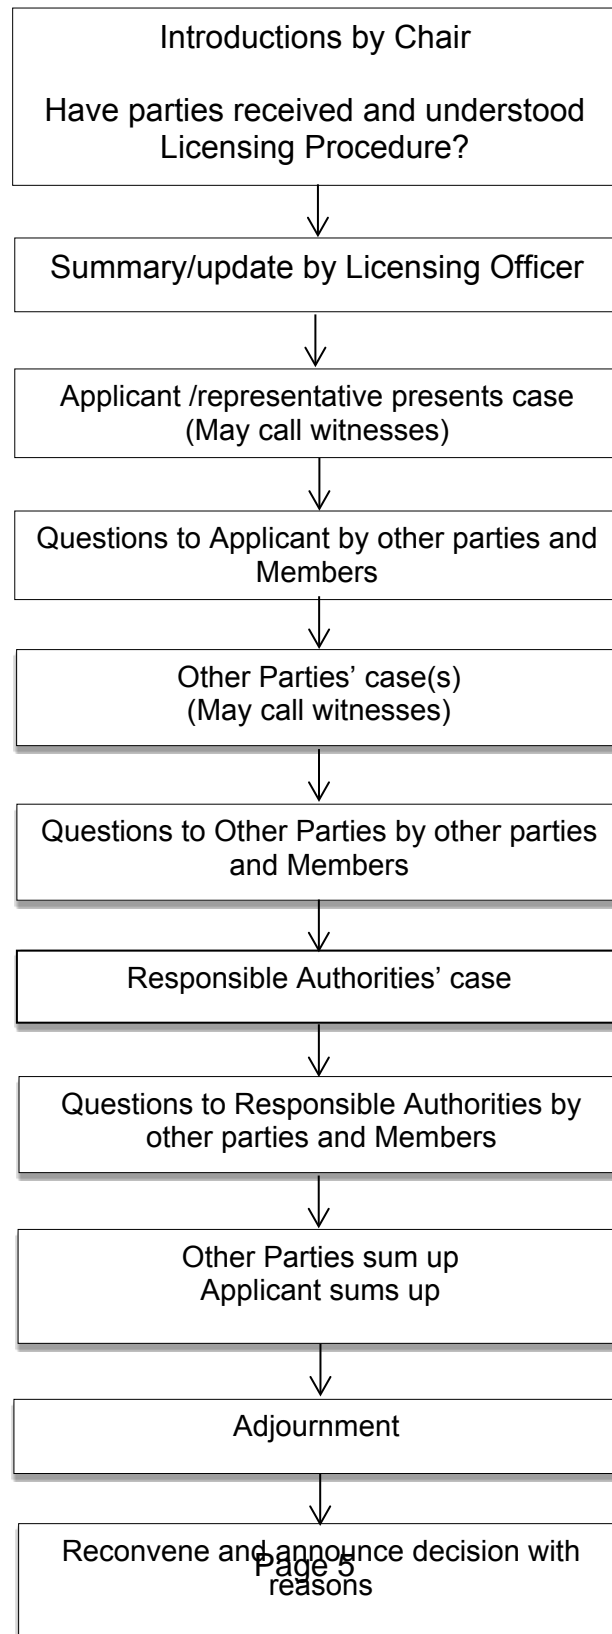 Introductions by Chair
Have parties received and understood
Licensing Procedure?
Summary/update by Licensing Officer
Applicant /representative presents case
(May call witnesses)
Questions to Applicant by other parties and
Members
Other Parties’ case(s)
(May call witnesses)
Questions to Other Parties by other parties
and Members
Responsible Authorities’ case
Questions to Responsible Authorities by
other parties and Members
Other Parties sum up
Applicant sums up
Adjournment
Reconvene and announce decision with
Page 5
reasons